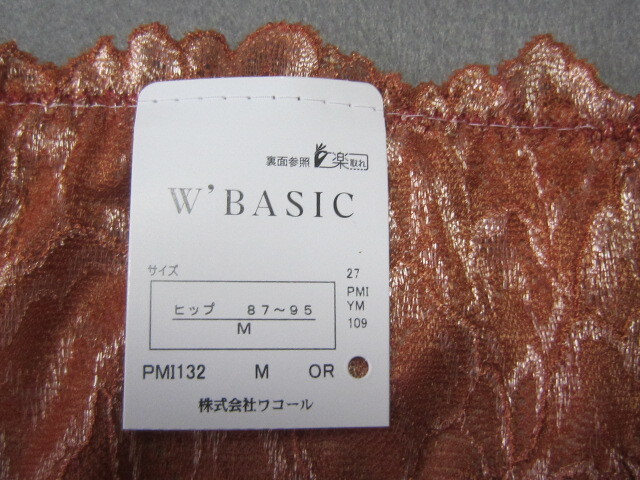 裏面参照 楽取れ
W'BASIC
サイズ
ヒップ 87～95
M
27
PMI
YM
109
PMI132 M OR
株式会社ワコール